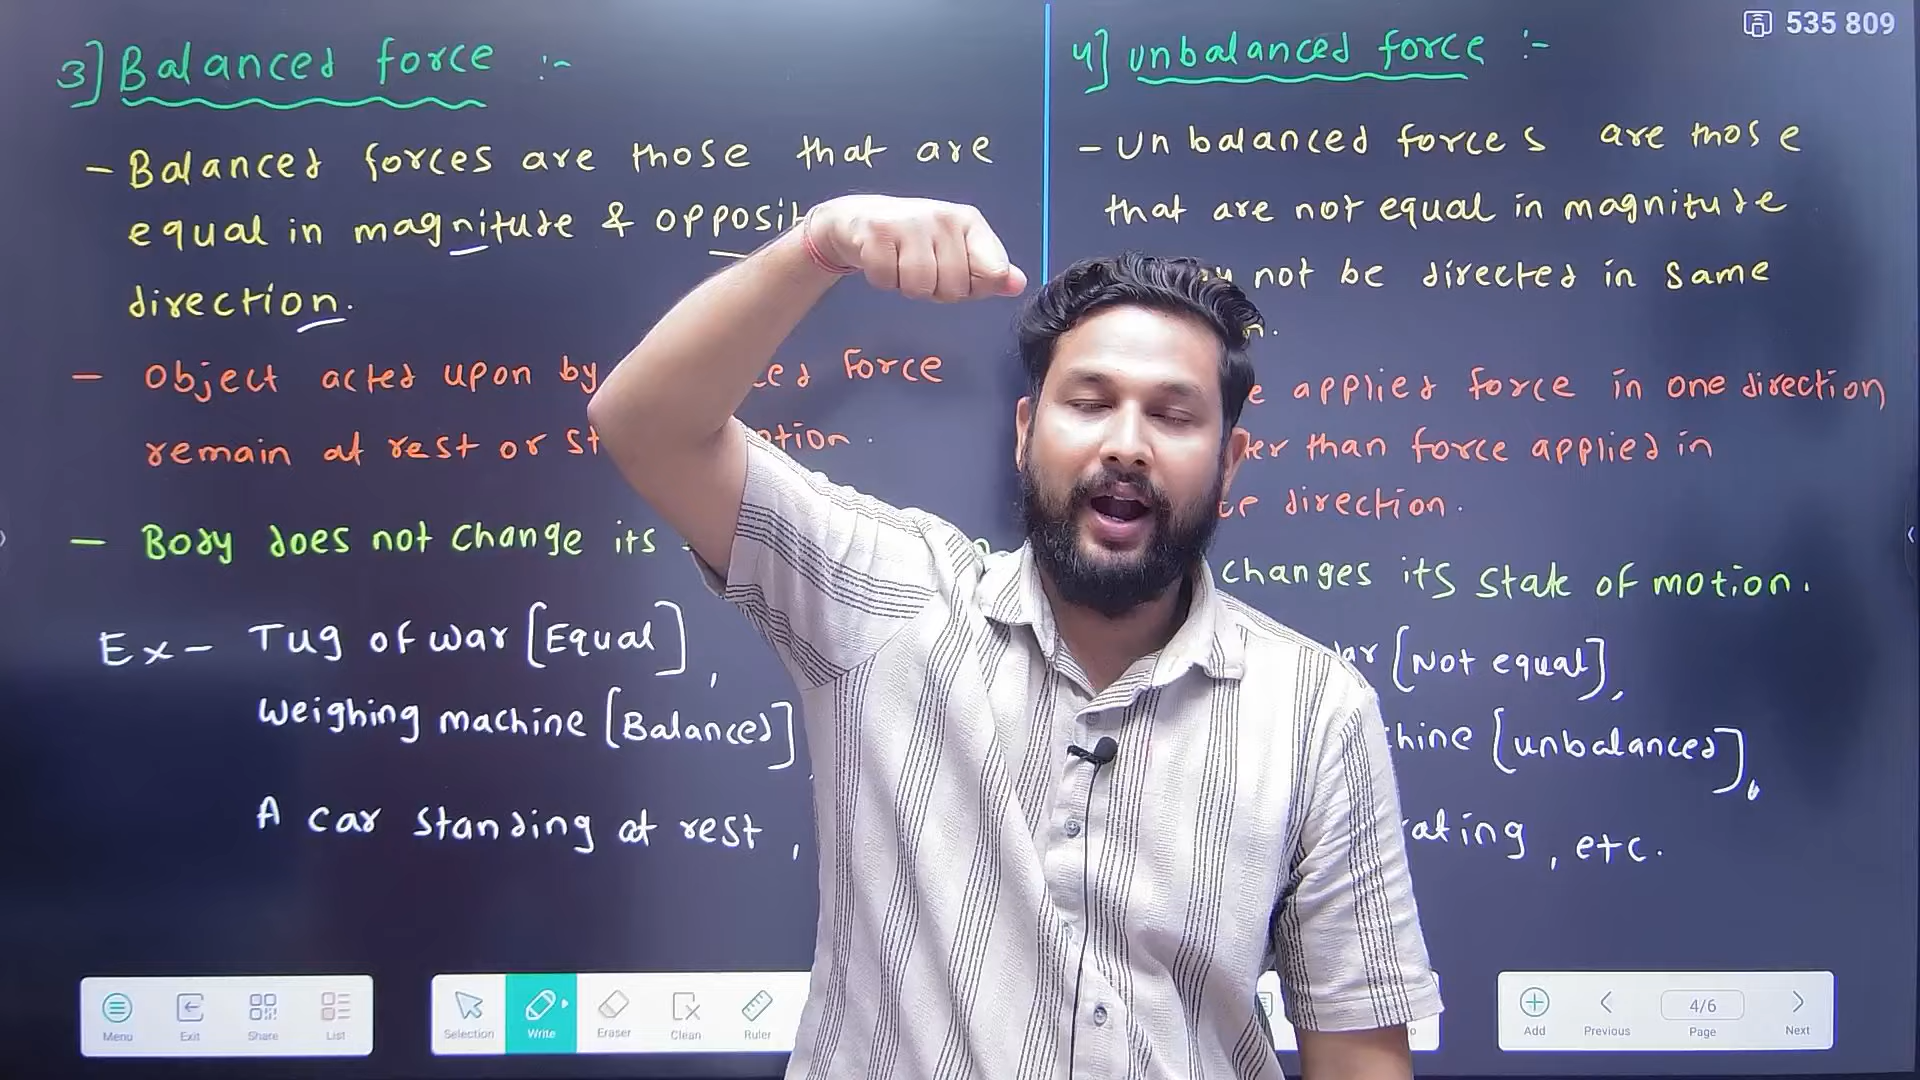 535 809
3] Balanced force :-
- Balanced forces are those that are
equal in magnitude & opposit
direction.
- Object acted upon by Force
remain at rest or
- Body does not change its
Ex- Tug of war [Equal],
Weighing machine [Balanced]
A car standing at rest,
4] unbalanced force :-
- Unbalanced forces are those
that are not equal in magnitude
not be directed in same
applied force in one direction
than force applied in
direction.
changes its state of motion.
[Not equal],
[unbalanced],
etc.
Menu
Exit
Share
List
Selection
Write
Eraser
Clean
Ruler
Add
Previous
4/6
Page
Next